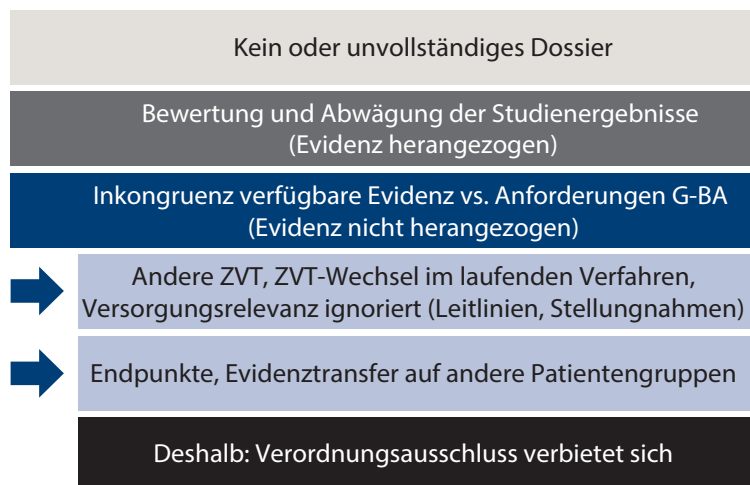 Kein oder unvollständiges Dossier
Bewertung und Abwägung der Studienergebnisse
(Evidenz herangezogen)
Inkongruenz verfügbare Evidenz vs. Anforderungen G-BA
(Evidenz nicht herangezogen)
Andere ZVT, ZVT-Wechsel im laufenden Verfahren,
Versorgungsrelevanz ignoriert (Leitlinien, Stellungnahmen)
Endpunkte, Evidenztransfer auf andere Patientengruppen
Deshalb: Verordnungsausschluss verbietet sich